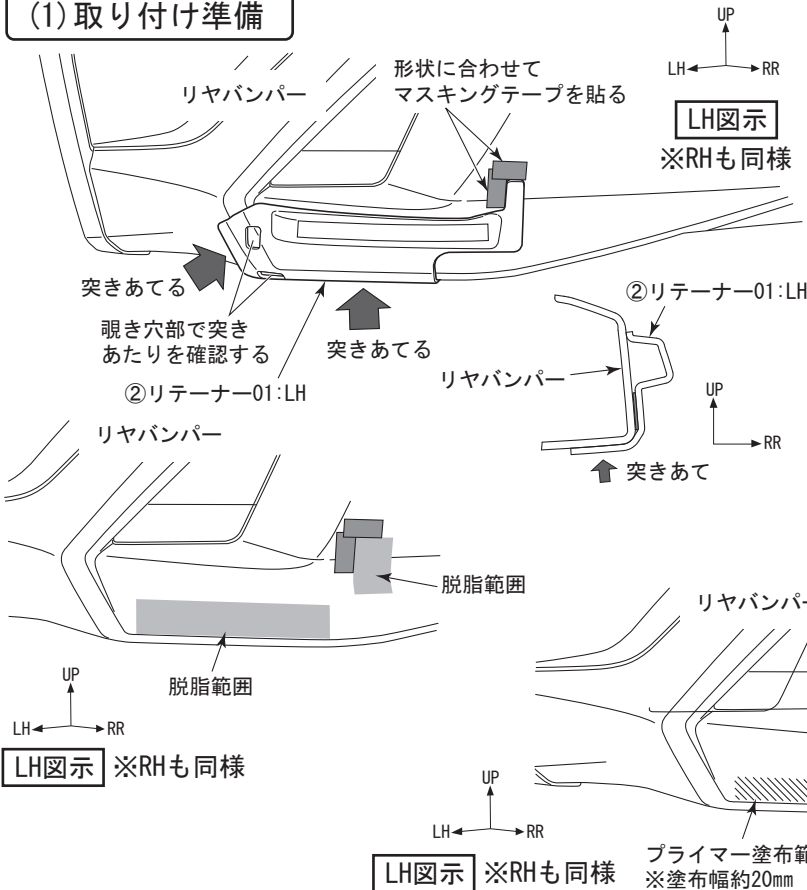 (1)取り付け準備
リヤバンパー
形状に合わせて
マスキングテープを貼る
UP
LH
RR
LH図示
※RHも同様
突きあてる
覗き穴部で突き
あたりを確認する
突きあてる
②リテーナー01:LH
②リテーナー01:LH
リヤバンパー
UP
RR
突きあて
リヤバンパー
脱脂範囲
脱脂範囲
UP
LH
RR
LH図示 ※RHも同様
リヤバンパー
UP
LH
RR
LH図示 ※RHも同様
プライマー塗布範
※塗布幅約20mm